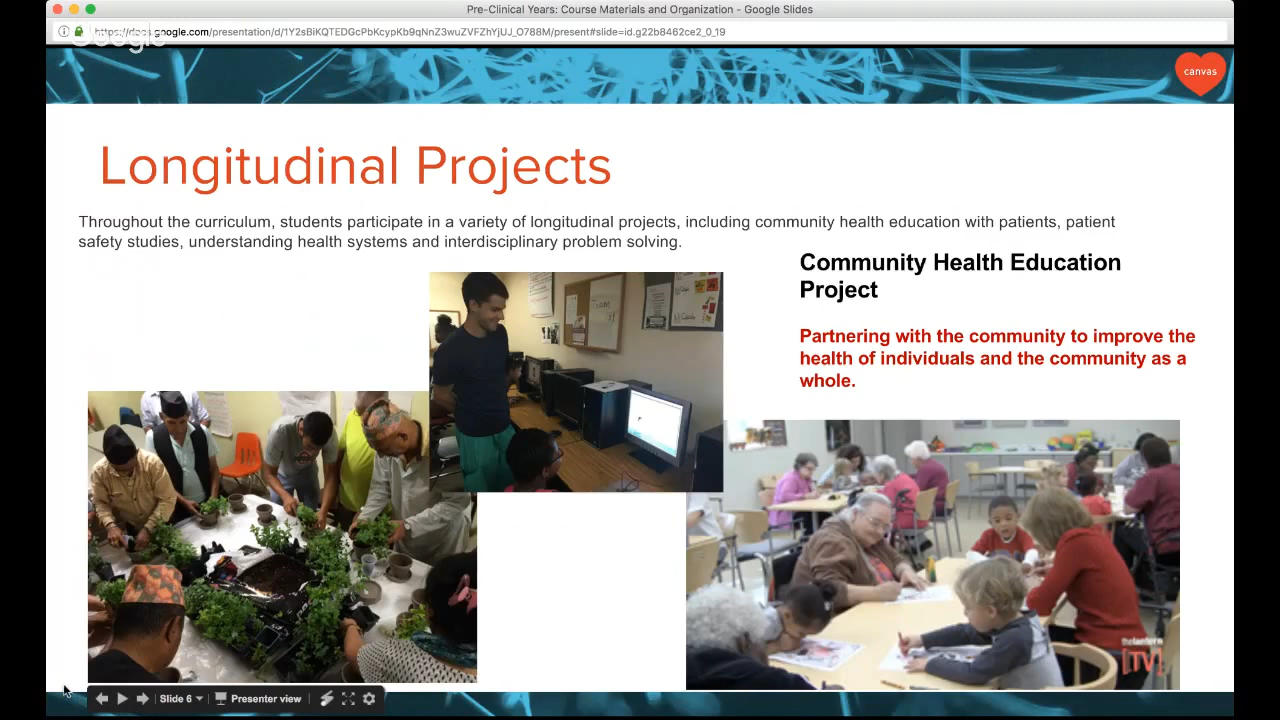 Pre-Clinical Years: Course Materials and Organization - Google Slides
https://docs.google.com/presentation/d/1Y2sBiKQTEDGcPbKcypKb9qNnZ3wuZVFZhYjUJ_O788M/present#slide=id.g22b8462ce2_0_19
Google
canvas
Longitudinal Projects
Throughout the curriculum, students participate in a variety of longitudinal projects, including community health education with patients, patient
safety studies, understanding health systems and interdisciplinary problem solving.
Community Health Education
Project
Partnering with the community to improve the
health of individuals and the community as a
whole.
thelantern
[TV]
Slide 6
Presenter view